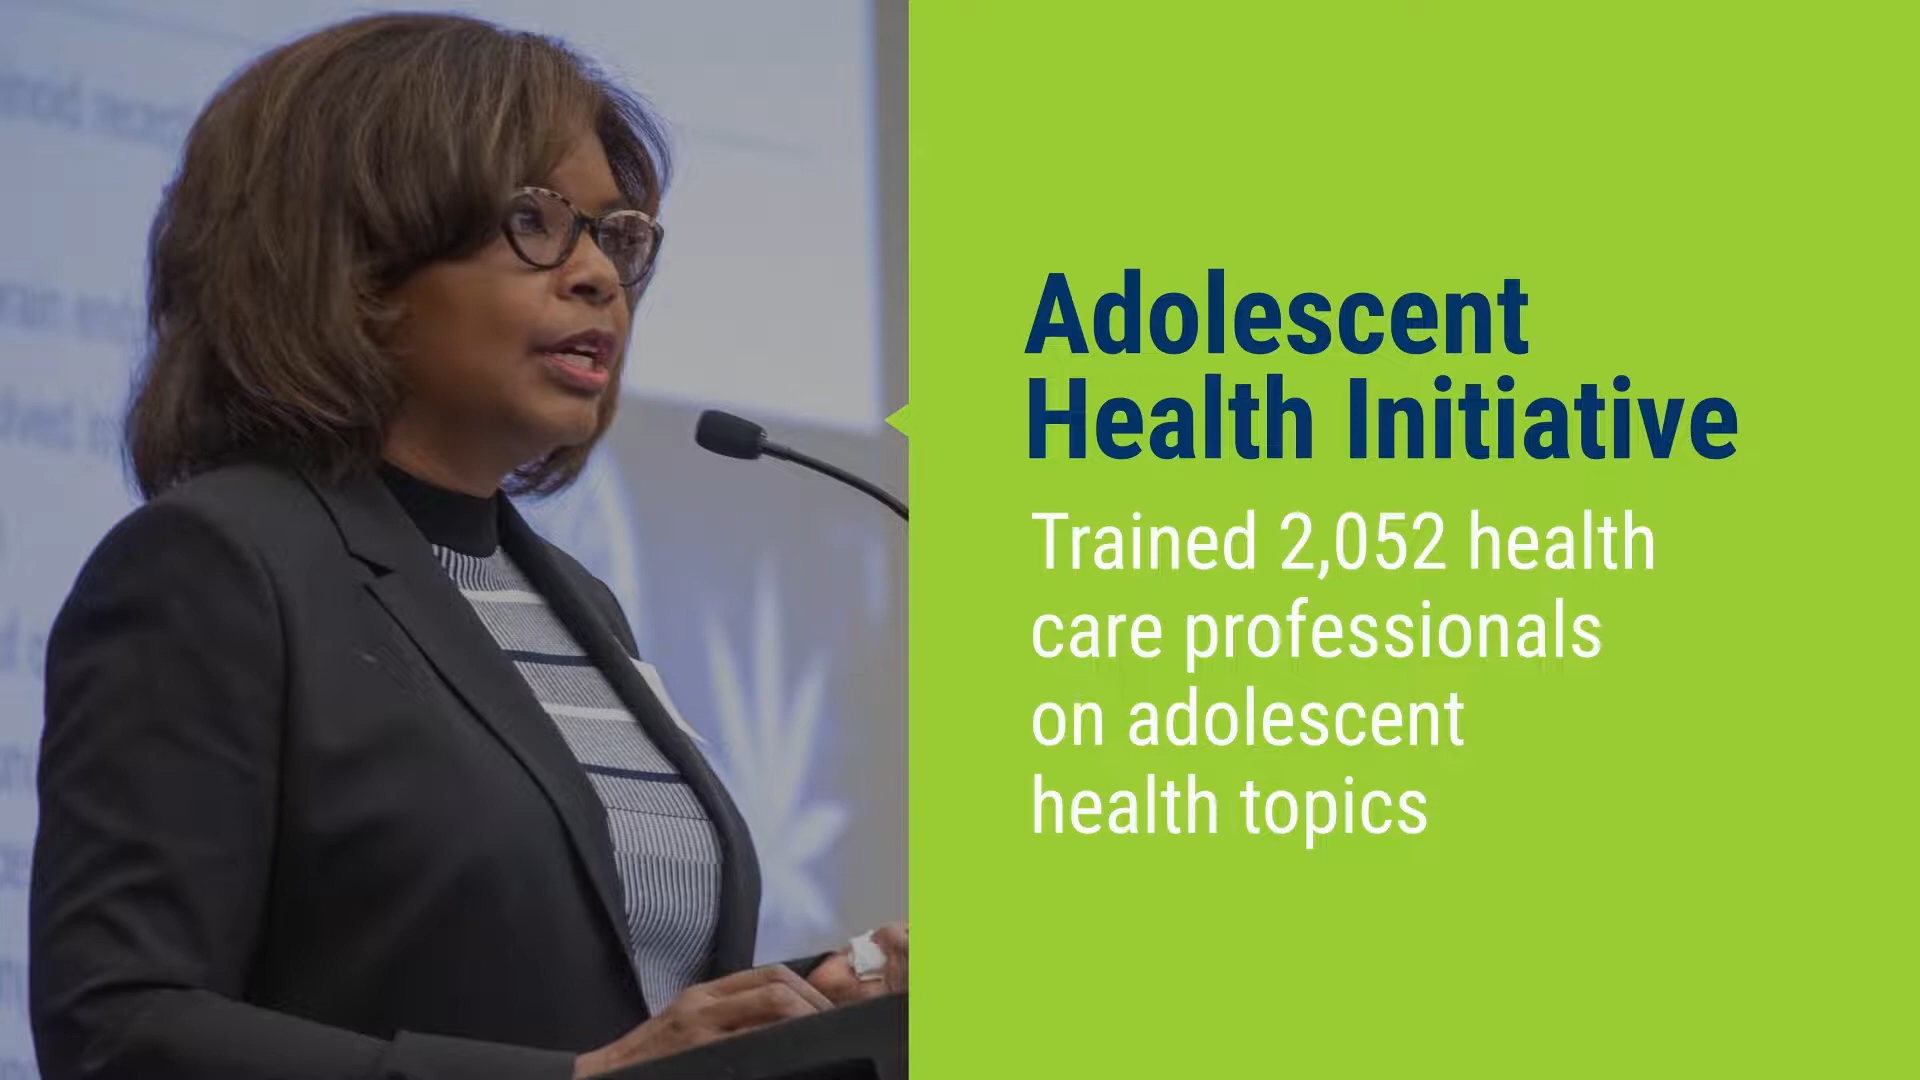 Adolescent
Health Initiative
Trained 2,052 health
care professionals
on adolescent
health topics